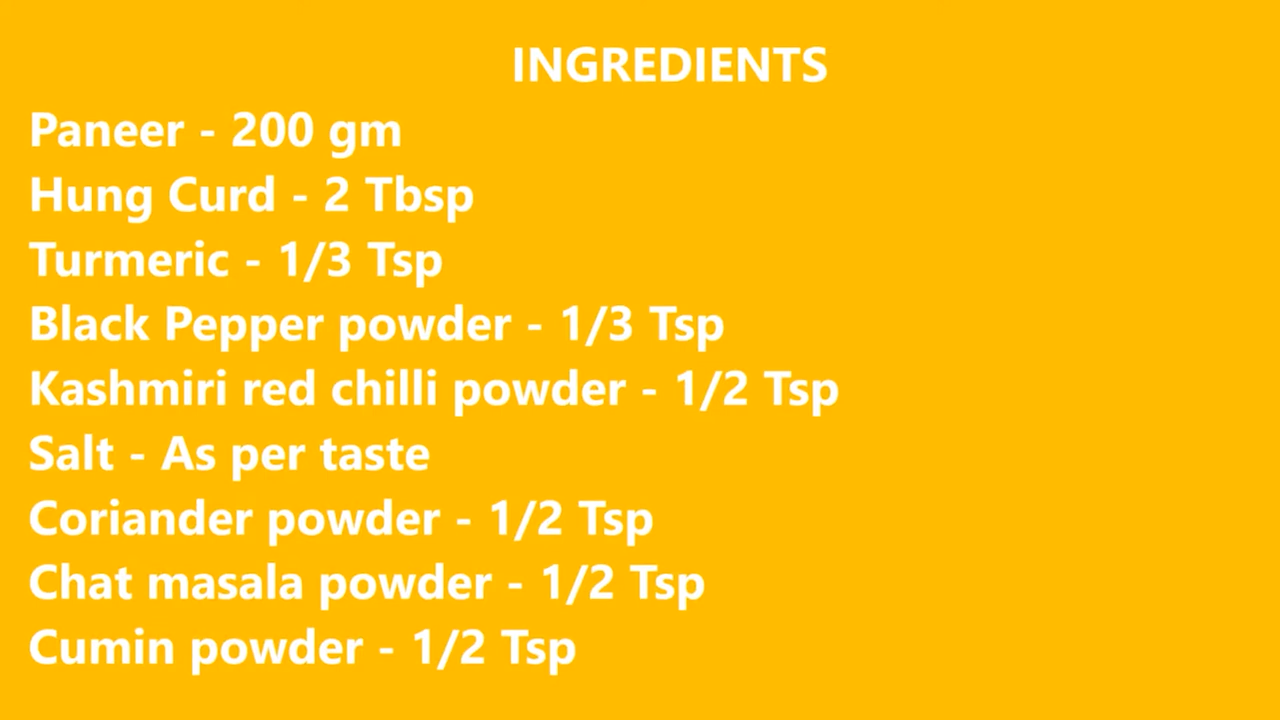 INGREDIENTS
Paneer - 200 gm
Hung Curd - 2 Tbsp
Turmeric - 1/3 Tsp
Black Pepper powder - 1/3 Tsp
Kashmiri red chilli powder - 1/2 Tsp
Salt - As per taste
Coriander powder - 1/2 Tsp
Chat masala powder - 1/2 Tsp
Cumin powder - 1/2 Tsp